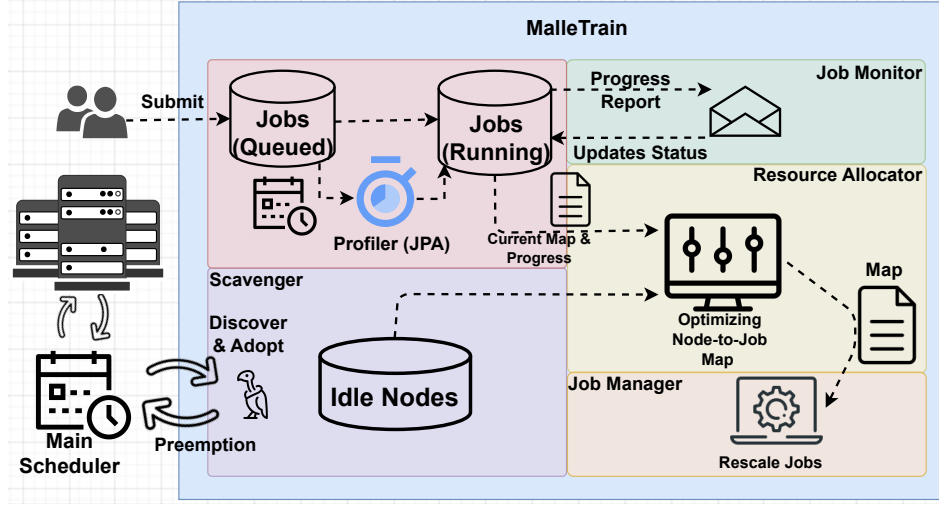 MalleTrain
Job Monitor
Progress
Report
Submit
Jobs
(Queued)
Jobs
(Running)
Updates Status
Resource Allocator
Profiler (JPA)
Current Map &
Progress
Scavenger
Map
Discover
& Adopt
Optimizing
Node-to-Job
Map
Idle Nodes
Job Manager
Main
Scheduler
Preemption
Rescale Jobs